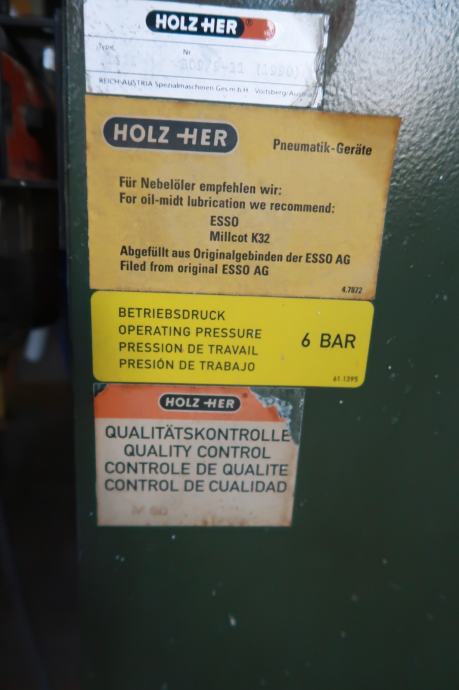 HOLZ-HER
Type
Nr
(1990)
REICH-AUSTRIA Spezialmaschinen Ges.m.b.H. Voitsberg/Austria
HOLZ-HER
Pneumatik-Geräte
Für Nebelöler empfehlen wir:
For oil-midt lubrication we recommend:
ESSO
Millcot K32
Abgefüllt aus Originalgebinden der ESSO AG
Filed from original ESSO AG
4.7872
BETRIEBSDRUCK
OPERATING PRESSURE
PRESSION DE TRAVAIL
PRESIÓN DE TRABAJO
6 BAR
61.1395
HOLZ-HER
QUALITÄTSKONTROLLE
QUALITY CONTROL
CONTROLE DE QUALITE
CONTROL DE CUALIDAD